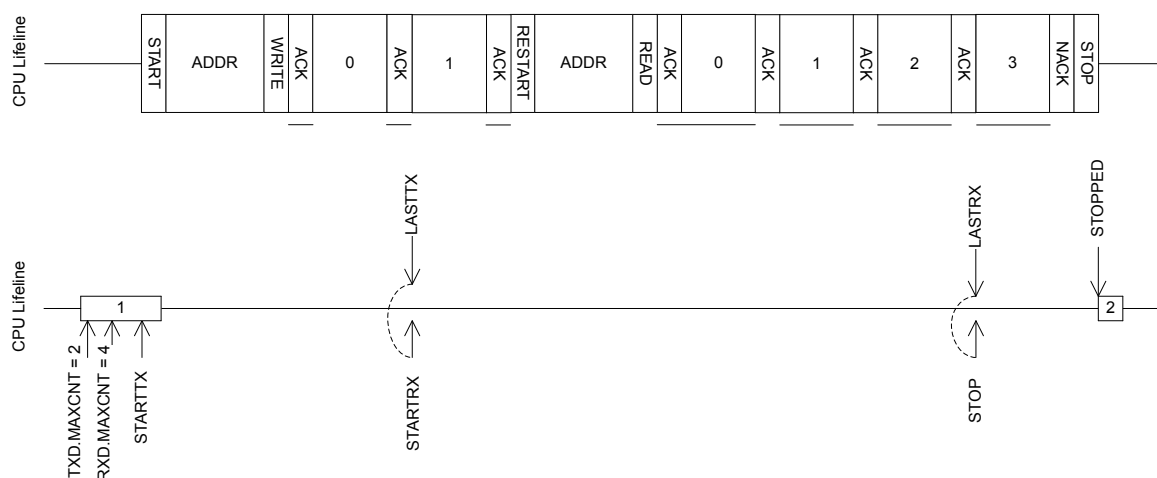 CPU Lifeline
START
ADDR
WRITE
ACK
0
ACK
1
ACK
RESTART
ADDR
READ
ACK
0
ACK
1
ACK
2
ACK
3
NACK
STOP
LASTTX
LASTRX
STOPPED
CPU Lifeline
1
2
TXD.MAXCNT = 2
RXD.MAXCNT = 4
STARTTX
STARTRX
STOP